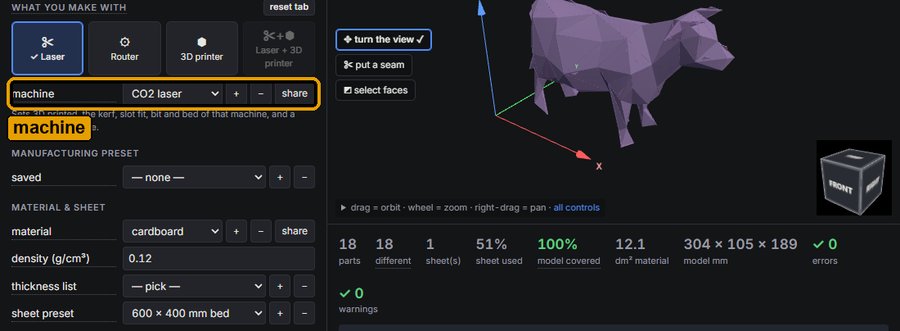 WHAT YOU MAKE WITH
reset tab
✓ Laser
Router
3D printer
Laser + 3D printer
machine
CO2 laser
+
−
share
the kerf, slot fit, bit and bed of that machine, and a
machine
MANUFACTURING PRESET
saved
— none —
+
−
MATERIAL & SHEET
material
cardboard
+
−
share
density (g/cm³)
0.12
thickness list
— pick —
+
−
sheet preset
600 × 400 mm bed
+
−
✥ turn the view ✓
✂ put a seam
◩ select faces
Y
X
FRONT
▶ drag = orbit · wheel = zoom · right-drag = pan · all controls
18
parts
18
different
1
sheet(s)
51%
sheet used
100%
model covered
12.1
dm² material
304 × 105 × 189
model mm
✓ 0
errors
✓ 0
warnings